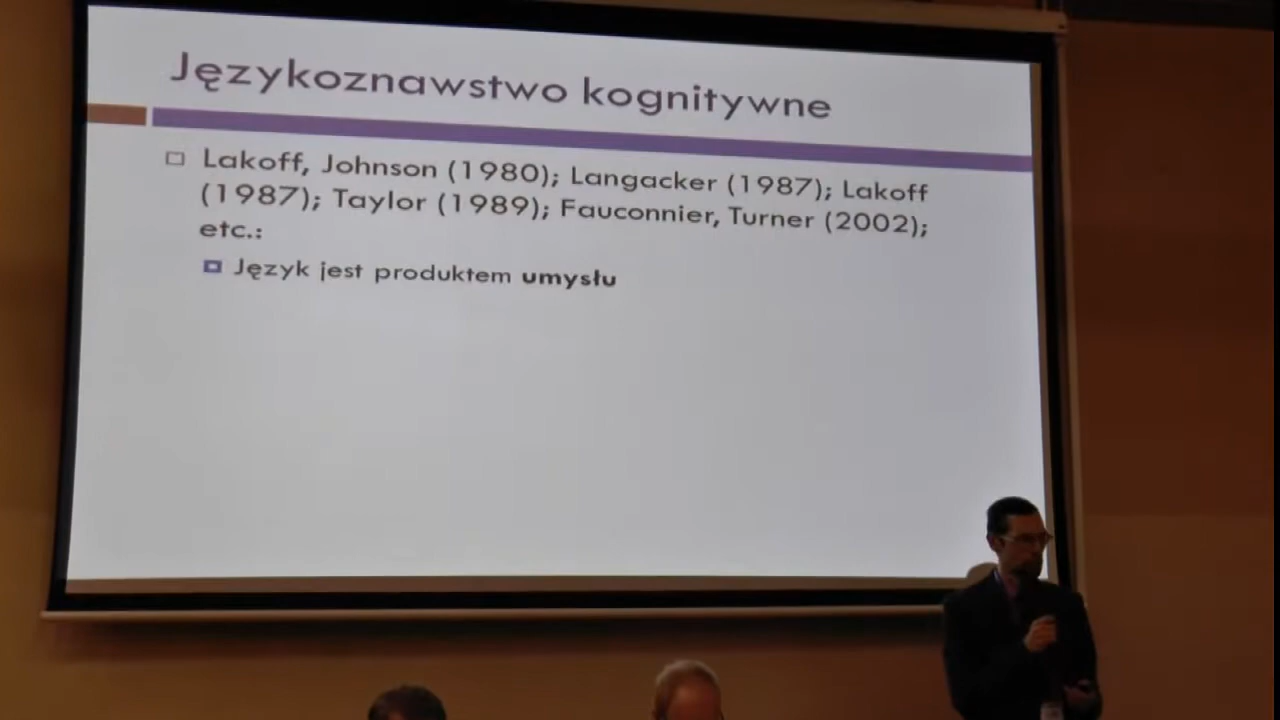 Językoznawstwo kognitywne
Lakoff, Johnson (1980); Langacker (1987); Lakoff
(1987); Taylor (1989); Fauconnier, Turner (2002);
etc.:
Język jest produktem umysłu